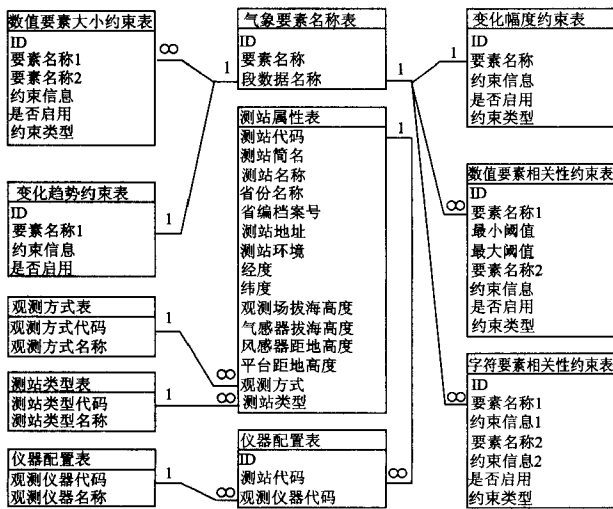 数值要素大小约束表
ID
要素名称1
要素名称2
约束信息
是否启用
约束类型
∞
1
变化趋势约束表
ID
要素名称1
约束信息
是否启用
1
观测方式表
观测方式代码
观测方式名称
1
∞
测站类型表
测站类型代码
测站类型名称
1
∞
仪器配置表
观测仪器代码
观测仪器名称
1
∞
气象要素名称表
ID
要素名称
段数据名称
1
测站属性表
测站代码
测站简名
测站名称
省份名称
省编档案号
测站地址
测站环境
经度
纬度
观测场拔海高度
气感器拔海高度
风感器距地高度
平台距地高度
观测方式
测站类型
1
仪器配置表
ID
测站代码
观测仪器代码
∞
变化幅度约束表
ID
要素名称
约束信息
是否启用
约束类型
1
数值要素相关性约束表
ID
要素名称1
最小阈值
最大阈值
要素名称2
约束信息
是否启用
约束类型
∞
字符要素相关性约束表
ID
要素名称1
约束信息1
要素名称2
约束信息2
是否启用
约束类型
∞